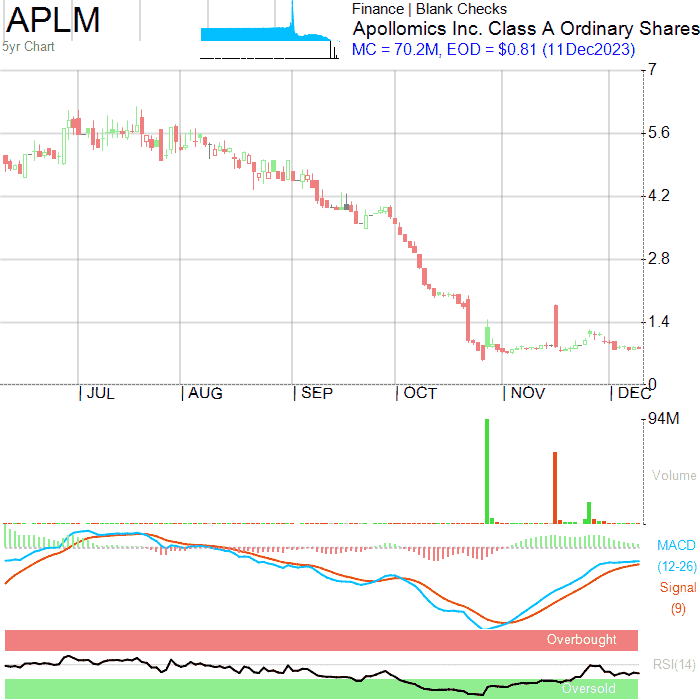 APLM
5yr Chart
Finance | Blank Checks
Apollomics Inc. Class A Ordinary Shares
MC = 70.2M, EOD = $0.81 (11Dec2023)
7
5.6
4.2
2.8
1.4
0
| JUL | AUG | SEP | OCT | NOV | DEC
94M
Volume
MACD
(12-26)
Signal
(9)
Overbought
RSI(14)
Oversold